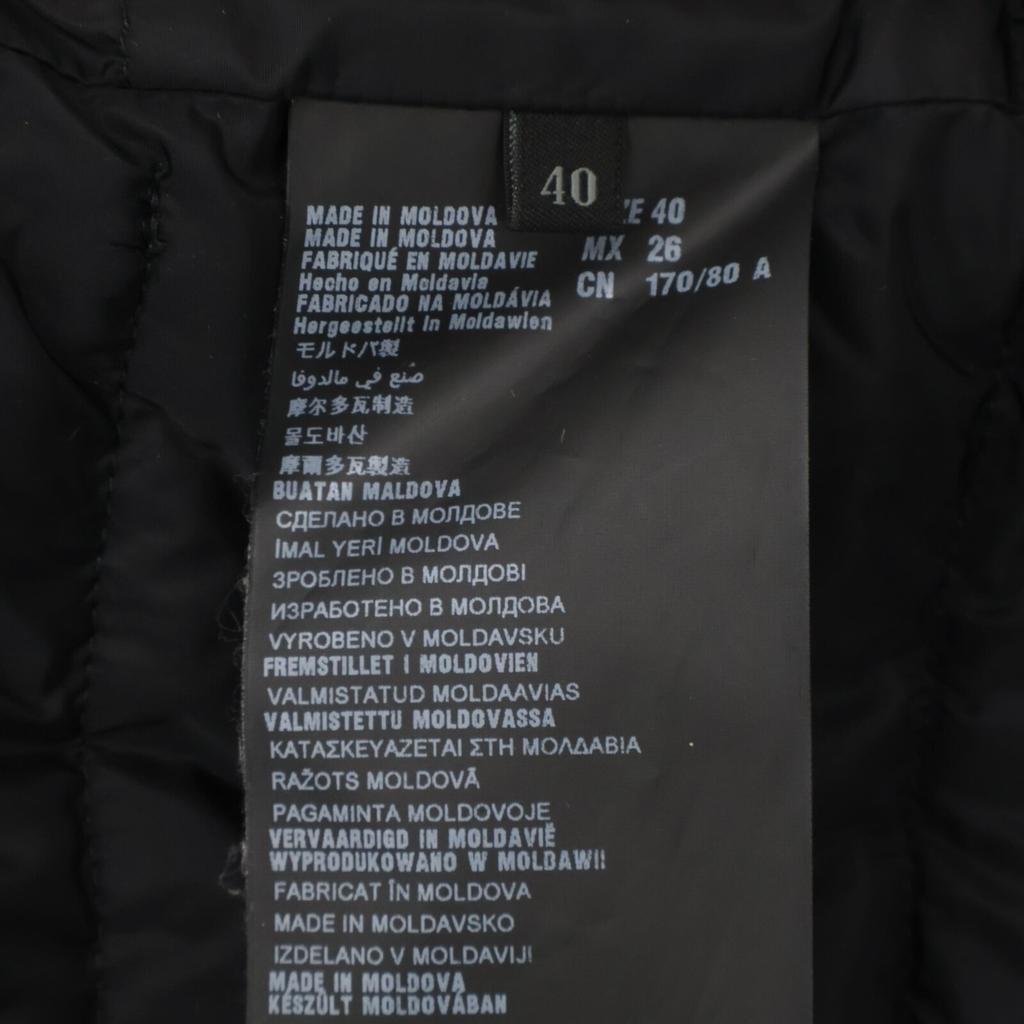 40
MADE IN MOLDOVA
ZE 40
MADE IN MOLDOVA
MX 26
FABRIQUÉ EN MOLDAVIE
CN 170/80 A
Hecho en Moldavia
FABRICADO NA MOLDÁVIA
Hergeestellt in Moldawien
モルドバ製
صُنع في مالدوفا
摩尔多瓦制造
몰도바산
摩爾多瓦製造
BUATAN MALDOVA
СДЕЛАНО В МОЛДОВЕ
İMAL YERİ MOLDOVA
ЗРОБЛЕНО В МОЛДОВІ
ИЗРАБОТЕНО В МОЛДОВА
VYROBENO V MOLDAVSKU
FREMSTILLET I MOLDOVIEN
VALMISTATUD MOLDAAVIAS
VALMISTETTU MOLDOVASSA
ΚΑΤΑΣΚΕΥΑΖΕΤΑΙ ΣΤΗ ΜΟΛΔΑΒΙΑ
RAŽOTS MOLDOVĀ
PAGAMINTA MOLDOVOJE
VERVAARDIGD IN MOLDAVIË
WYPRODUKOWANO W MOLDAWII
FABRICAT ÎN MOLDOVA
MADE IN MOLDAVSKO
IZDELANO V MOLDAVIJI
MADE IN MOLDOVA
KÉSZÜLT MOLDOVÁBAN